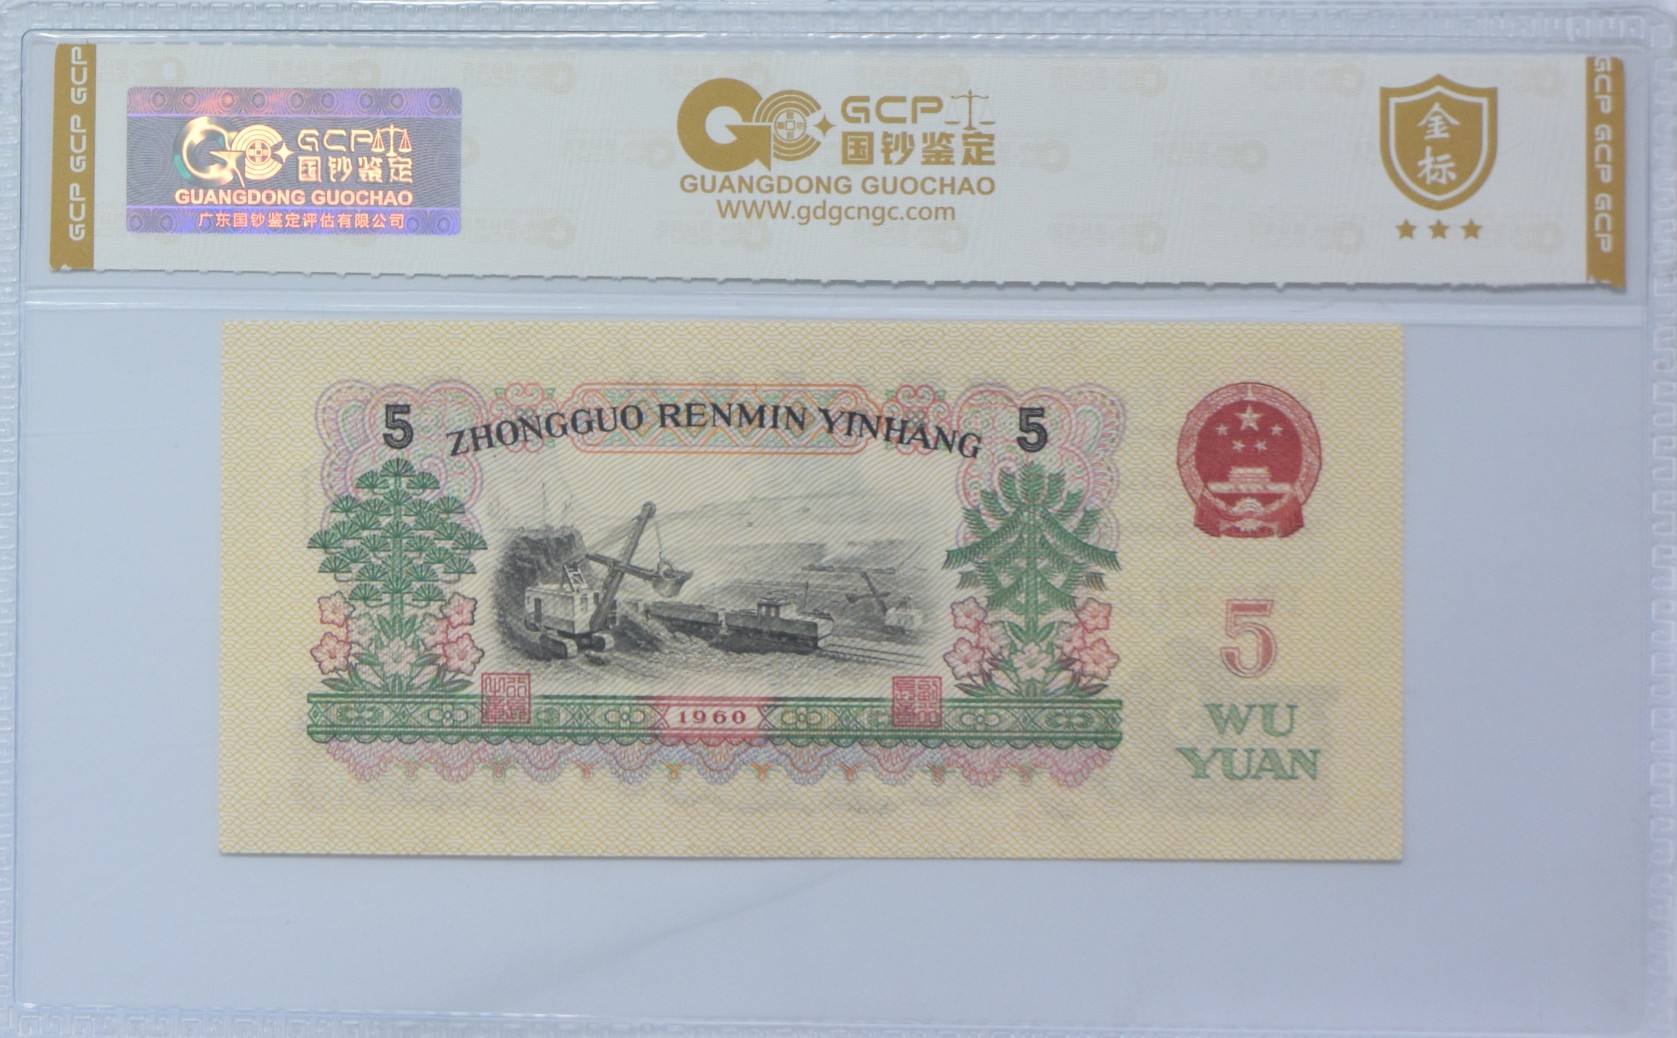 GCP GCP GCP
GCP
国钞鉴定
GUANGDONG GUOCHAO
广东国钞鉴定评估有限公司
GCP
国钞鉴定
GUANGDONG GUOCHAO
WWW.gdgcngc.com
金
标
GCP GCP GCP
5
ZHONGGUO RENMIN YINHANG
5
5
1960
WU
YUAN